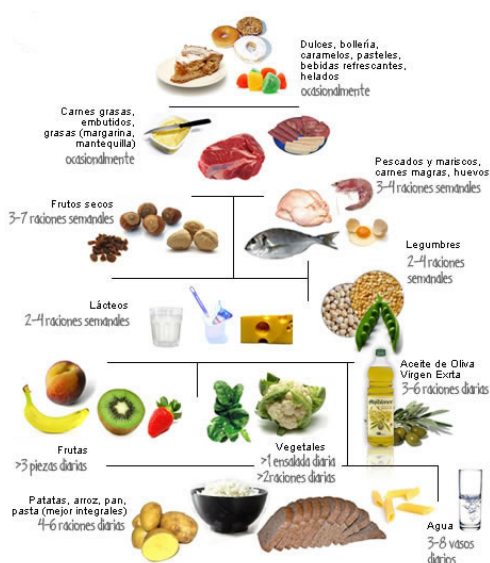 Dulces, bollería,
caramelos, pasteles,
bebidas refrescantes,
helados
ocasionalmente
Carnes grasas,
embutidos,
grasas (margarina,
mantequilla)
ocasionalmente
Pescados y mariscos,
carnes magras, huevos
3-4 raciones semanales
Frutos secos
3-7 raciones semanales
Legumbres
2-4 raciones
semanales
Lácteos
2-4 raciones semanales
Aceite de Oliva
Virgen Exrta
3-6 raciones diarias
Frutas
>3 piezas diarias
Vegetales
>1 ensalada diaria
>2raciones diarias
Patatas, arroz, pan,
pasta (mejor integrales)
4-6 raciones diarias
Agua
3-8 vasos
diarios